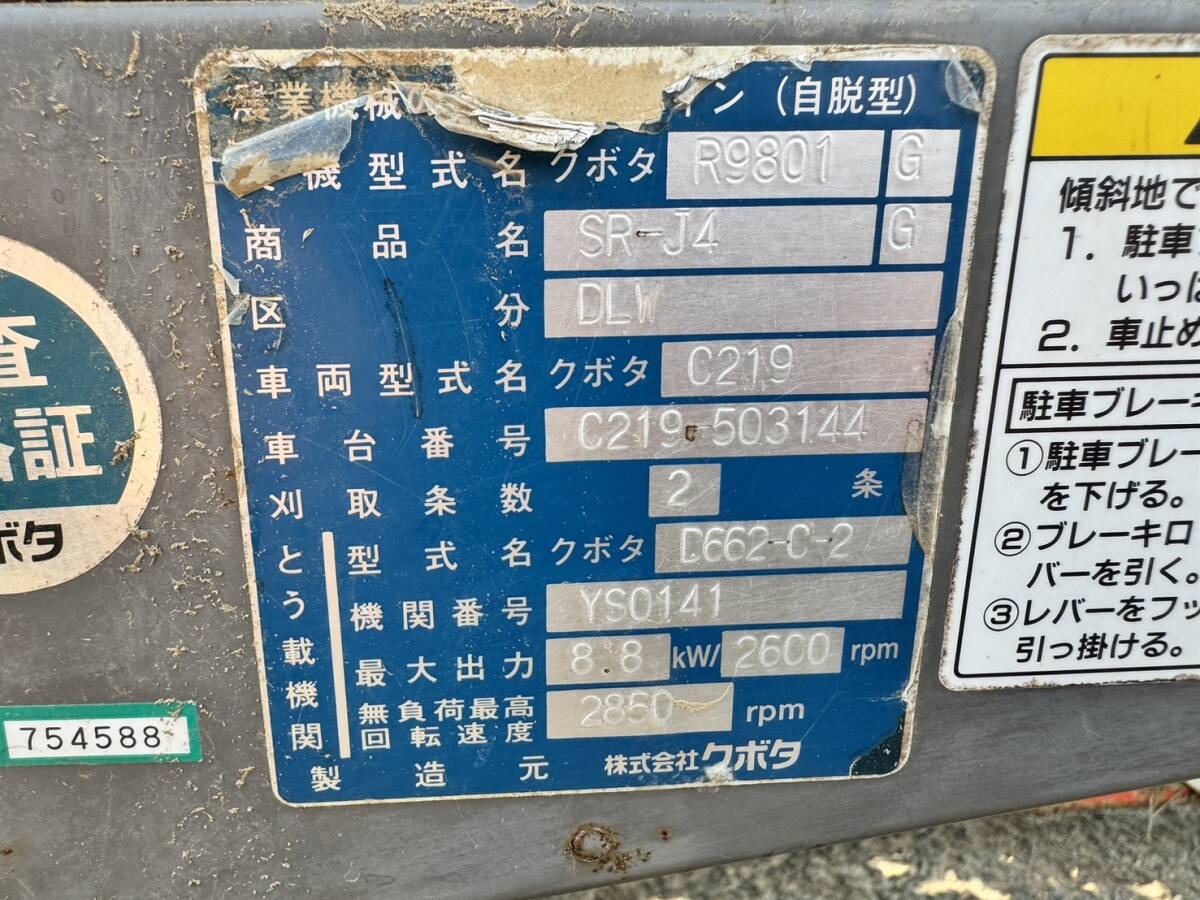 農業機械の
イン（自脱型）
機型式名 クボタ R9801 G
商品名 SR-J4 G
区分 DLW
車両型式名 クボタ C219
車台番号 C219-503144
刈取条数 2 条
とう載機関
型式名 クボタ D662-C-2
機関番号 YS0141
最大出力 8.8 kW/ 2600 rpm
無負荷最高回転速度 2850 rpm
製造元 株式会社クボタ
査
格証
ボタ
754588
傾斜地で
1. 駐車
いっぱ
2. 車止め
駐車ブレーキ
①駐車ブレー
を下げる。
②ブレーキロ
バーを引く。
③レバーをフッ
引っ掛ける。